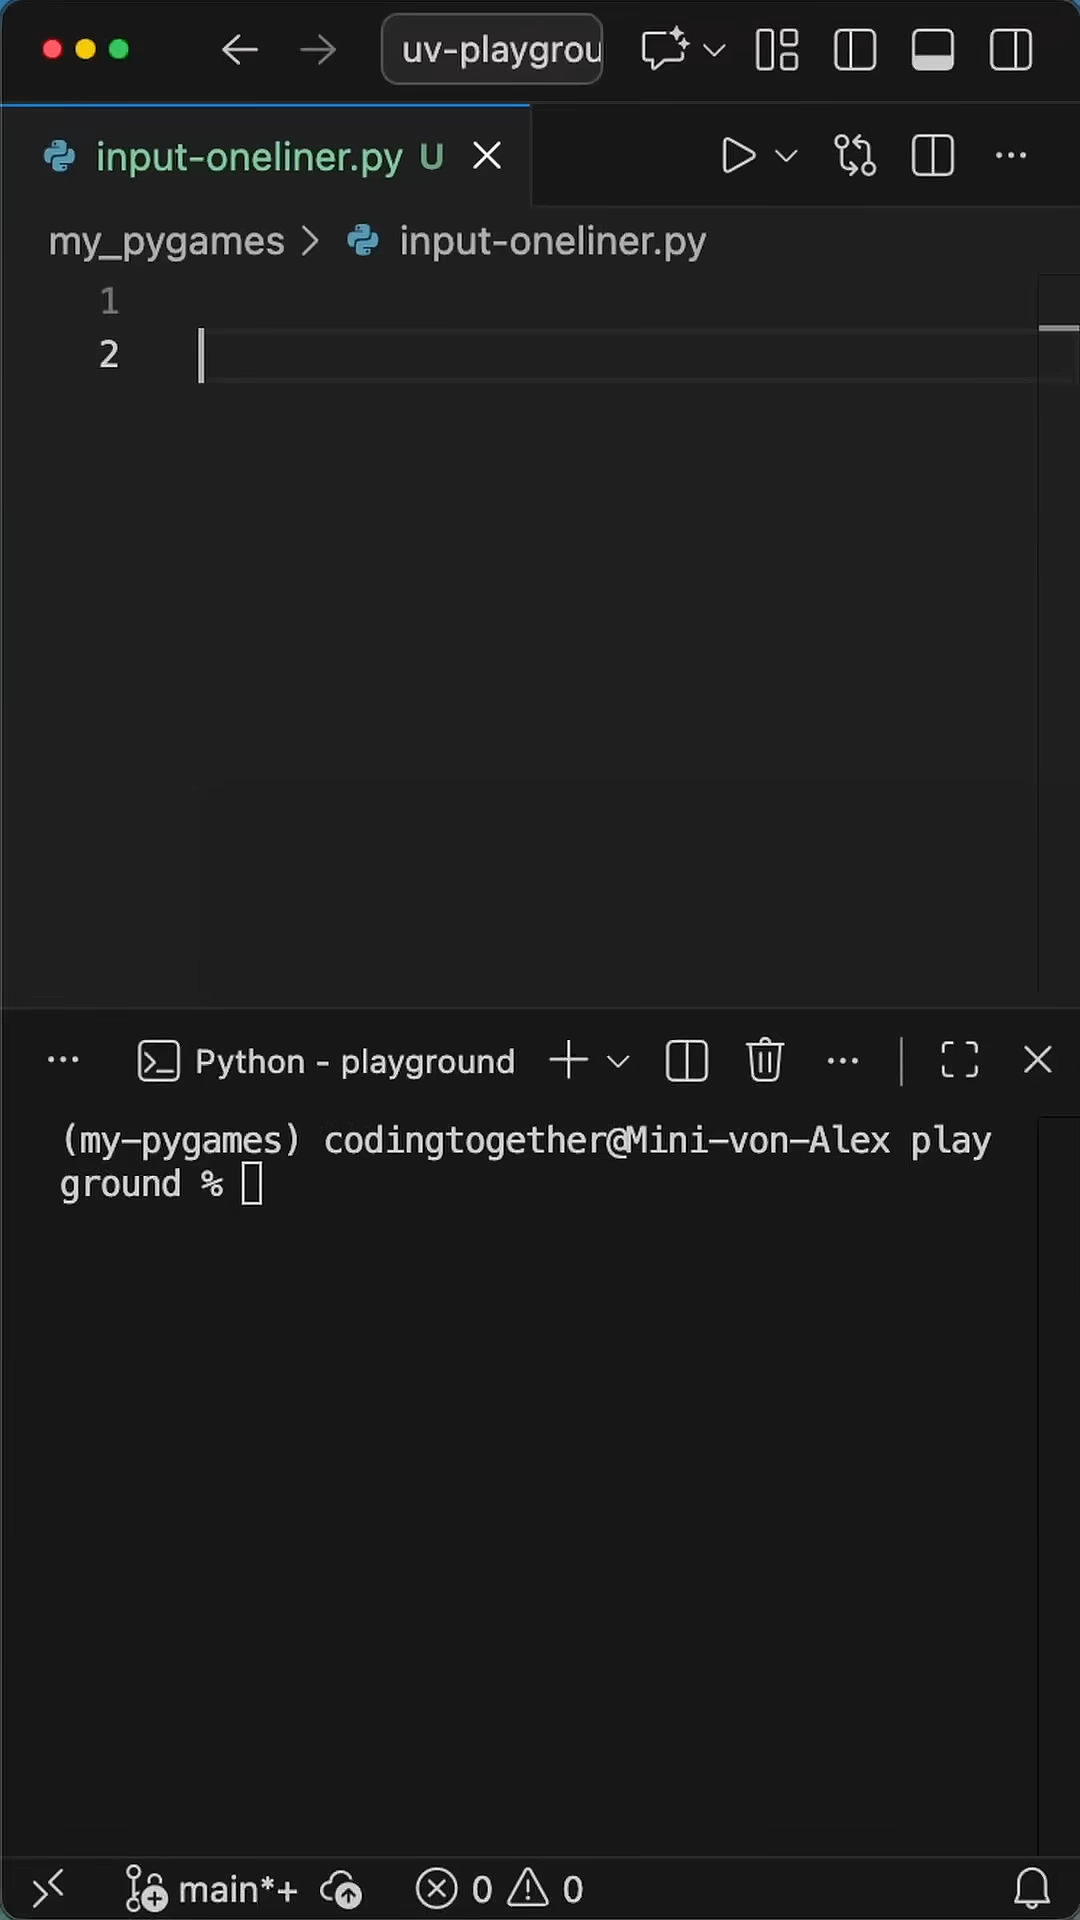 uv-playgrou
input-oneliner.py U
my_pygames > input-oneliner.py
1
2
Python - playground
(my-pygames) codingtogether@Mini-von-Alex play
ground %
main*+ 0 0